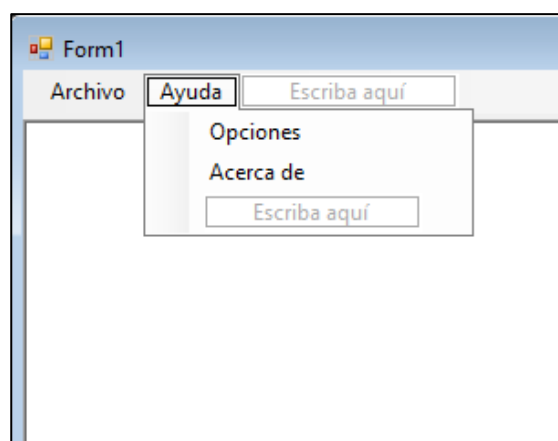 Form1
Archivo Ayuda Escriba aquí
Opciones
Acerca de
Escriba aquí